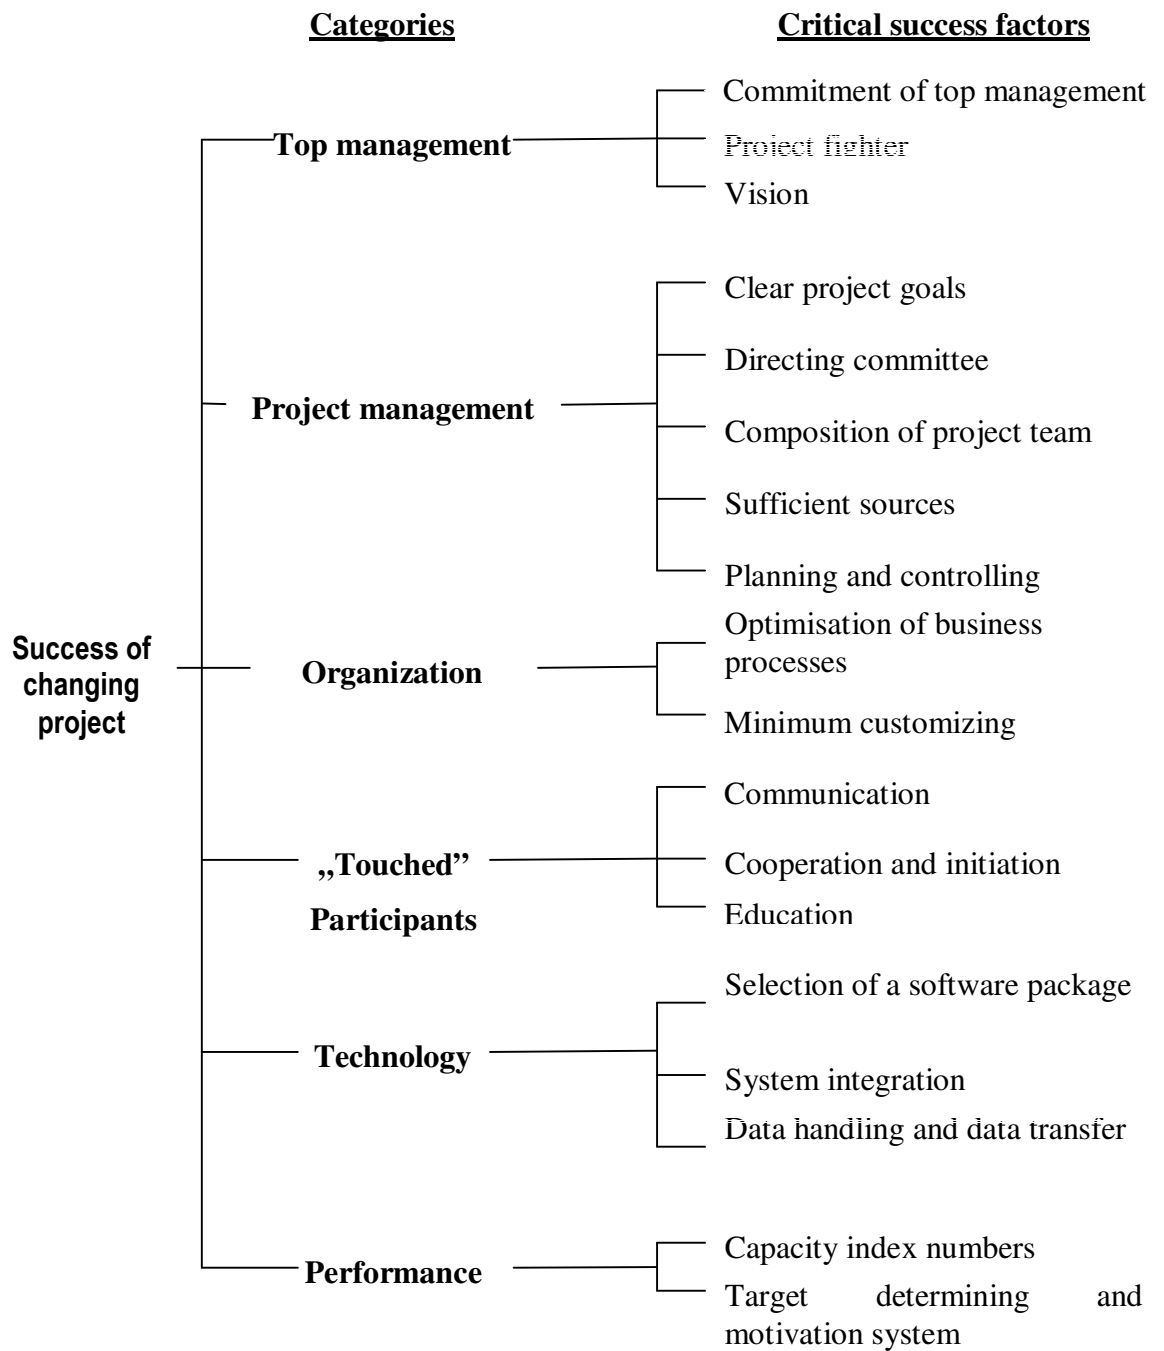 Categories
Critical success factors
Commitment of top management
Top management
Project fighter
Vision
Clear project goals
Directing committee
Project management
Composition of project team
Sufficient sources
Planning and controlling
Success of
changing
project
Organization
Optimisation of business
processes
Minimum customizing
Communication
„Touched”
Participants
Cooperation and initiation
Education
Selection of a software package
Technology
System integration
Data handling and data transfer
Performance
Capacity index numbers
Target determining and
motivation system